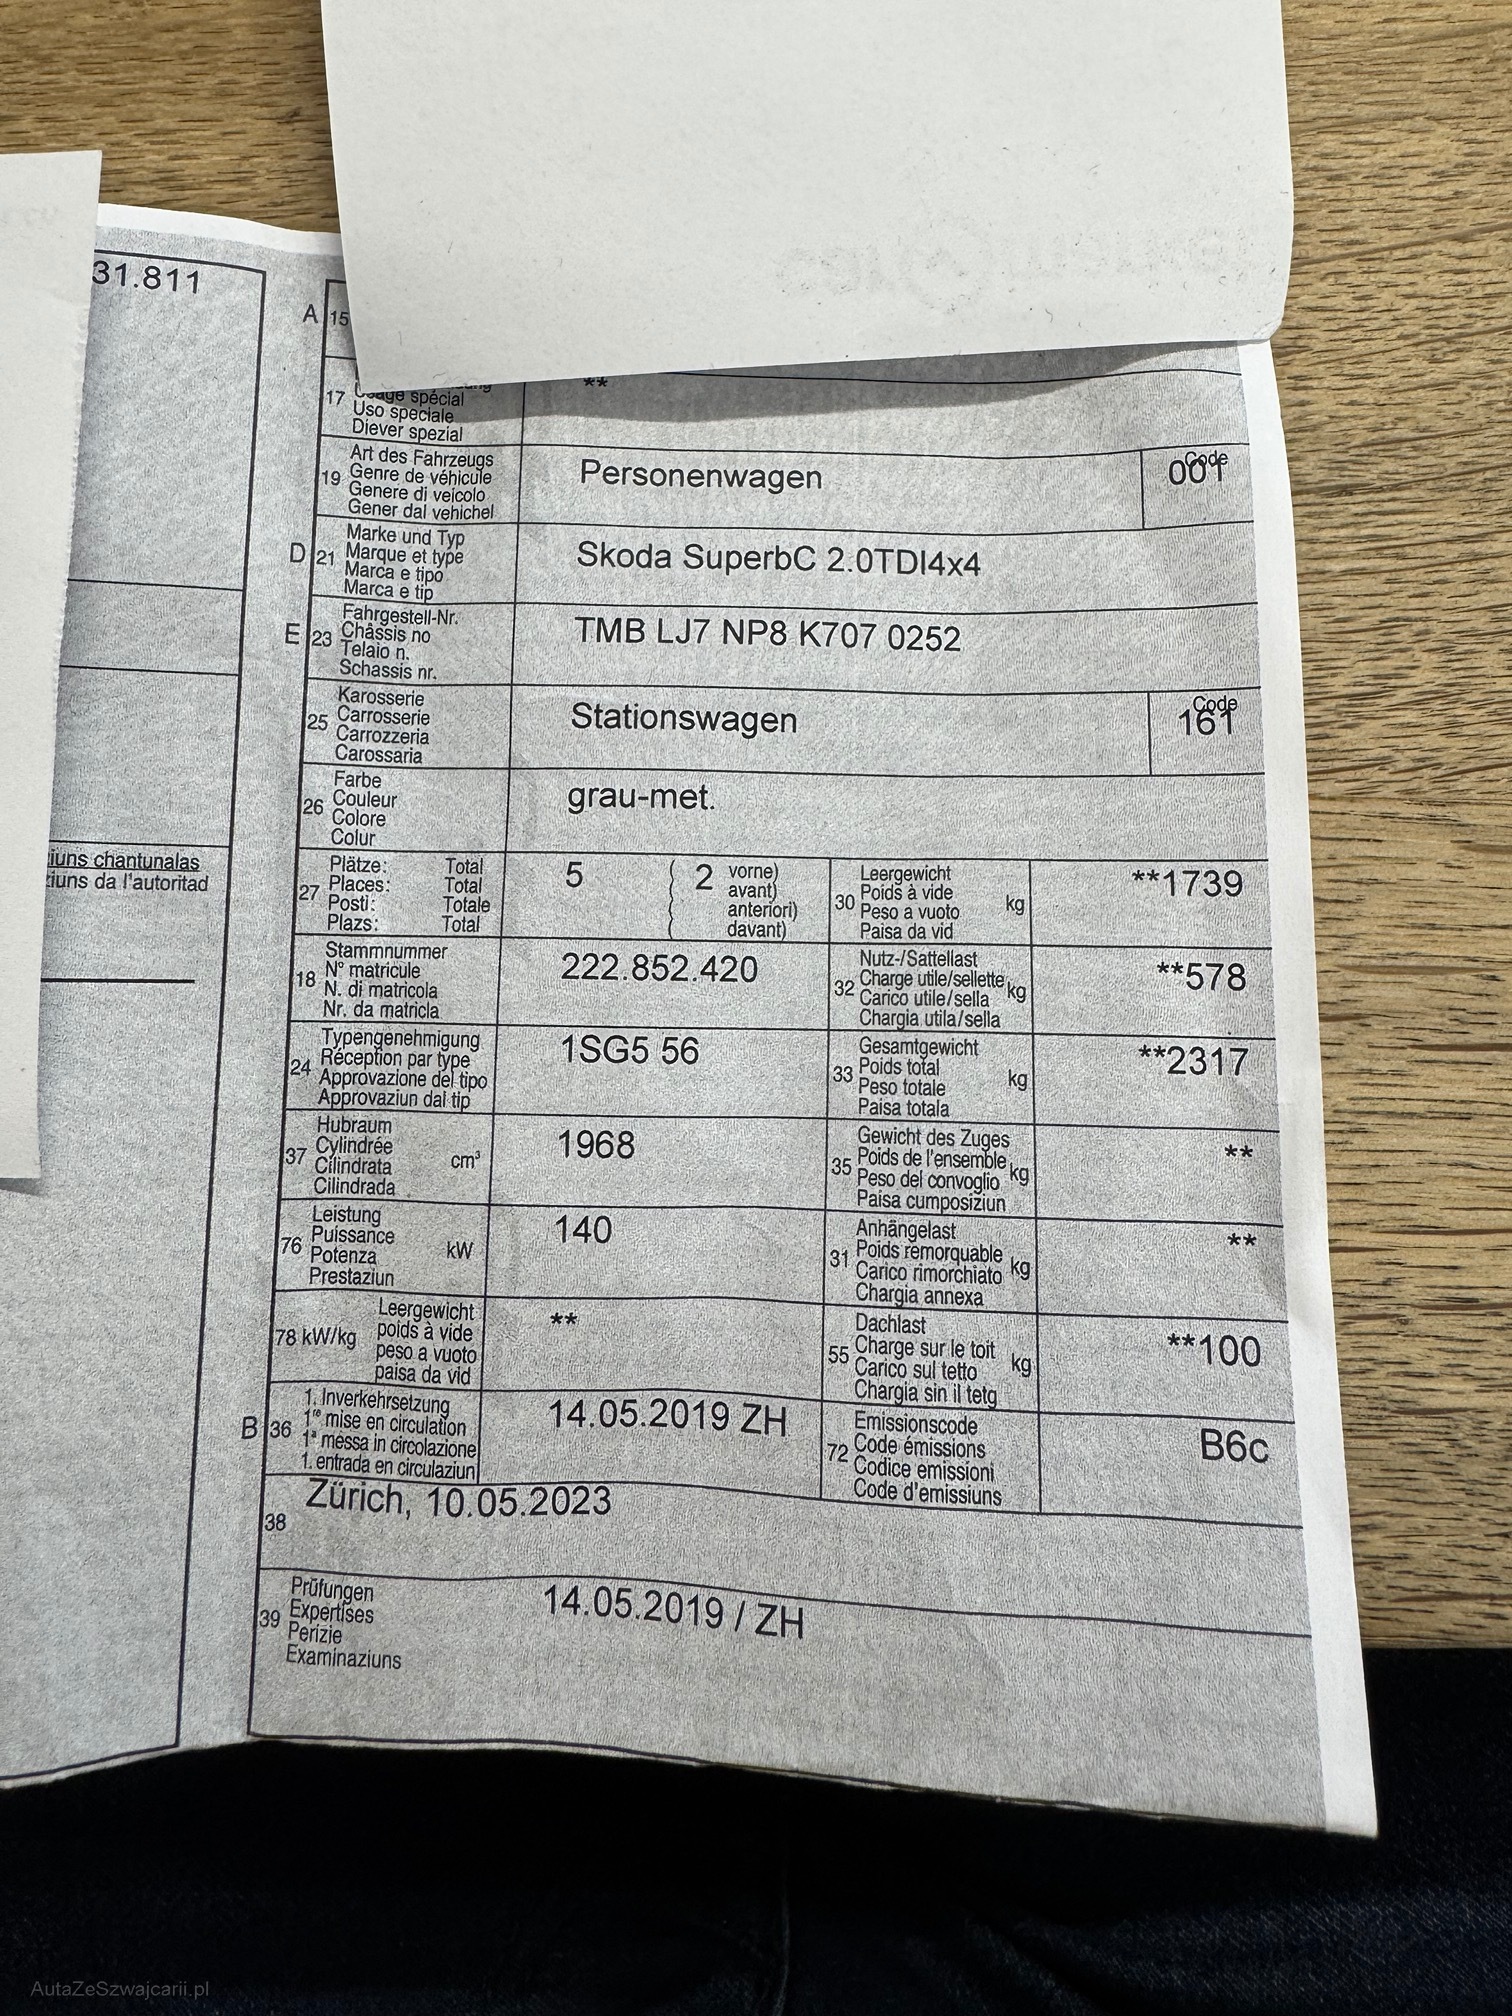 31.811
iuns chantunalas
iuns da l'autoritad
A 15
17 Usage spécial **
Uso speciale
Diever spezial
19 Art des Fahrzeugs Personenwagen Code 001
Genre de véhicule
Genere di veicolo
Gener dal vehichel
D 21 Marke und Typ Skoda SuperbC 2.0TDI4x4
Marque et type
Marca e tipo
Marca e tip
E 23 Fahrgestell-Nr. TMB LJ7 NP8 K707 0252
Châssis no
Telaio n.
Schassis nr.
25 Karosserie Stationswagen Code 161
Carrosserie
Carrozzeria
Carossaria
26 Farbe grau-met.
Couleur
Colore
Colur
27 Plätze: Total 5 ( 2 vorne)
Places: Total ( avant)
Posti: Totale ( anteriori)
Plazs: Total ( davant)
30 Leergewicht kg **1739
Poids à vide
Peso a vuoto
Paisa da vid
18 Stammnummer 222.852.420
N° matricule
N. di matricola
Nr. da matricla
32 Nutz-/Sattellast kg **578
Charge utile/sellette
Carico utile/sella
Chargia utila/sella
24 Typengenehmigung 1SG5 56
Réception par type
Approvazione del tipo
Approvaziun dal tip
33 Gesamtgewicht kg **2317
Poids total
Peso totale
Paisa totala
37 Hubraum cm³ 1968
Cylindrée
Cilindrata
Cilindrada
35 Gewicht des Zuges kg **
Poids de l'ensemble
Peso del convoglio
Paisa cumposiziun
76 Leistung kW 140
Puissance
Potenza
Prestaziun
31 Anhängelast kg **
Poids remorquable
Carico rimorchiato
Chargia annexa
78 kW/kg Leergewicht **
poids à vide
peso a vuoto
paisa da vid
55 Dachlast kg **100
Charge sur le toit
Carico sul tetto
Chargia sin il tetg
B 36 1. Inverkehrsetzung 14.05.2019 ZH
1re mise en circulation
1a messa in circolazione
1. entrada en circulaziun
72 Emissionscode B6c
Code émissions
Codice emissioni
Code d'emissiuns
38 Zürich, 10.05.2023
39 Prüfungen 14.05.2019 / ZH
Expertises
Perizie
Examinaziuns
AutaZeSzwajcarii.pl